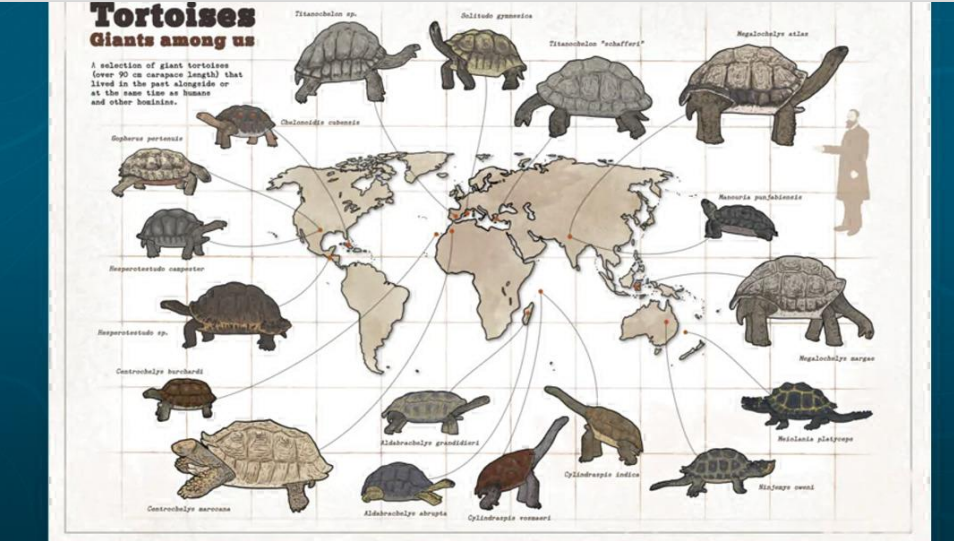 Tortoises
Giants among us
A selection of giant tortoises
(over 90 cm carapace length) that
lived in the past alongside or
at the same time as humans
and other hominins.
Titanochelon sp.
Solitudo gymnesica
Titanochelon "schafferi"
Megalochelys atlas
Chelonoidis cubensis
Gopherus pertenuis
Manouria punjabiensis
Hesperotestudo campester
Hesperotestudo sp.
Megalochelys margae
Centrochelys burchardi
Aldabrachelys grandidieri
Meiolania platyceps
Cylindraspis indica
Ninjemys oweni
Centrochelys marocana
Aldabrachelys abrupta
Cylindraspis vosmaeri